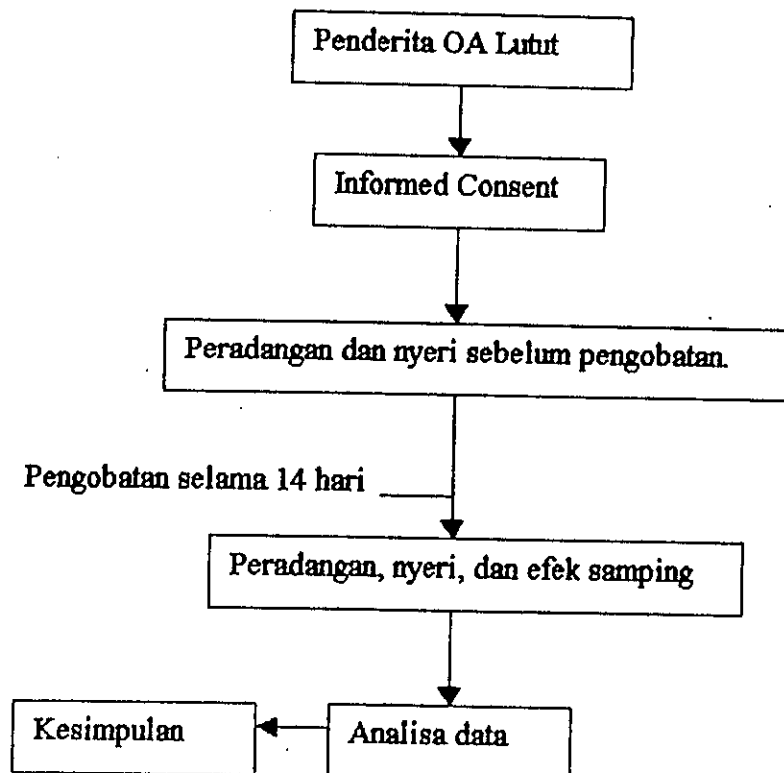 Penderita OA Lutut
Informed Consent
Peradangan dan nyeri sebelum pengobatan.
Pengobatan selama 14 hari
Peradangan, nyeri, dan efek samping
Kesimpulan
Analisa data